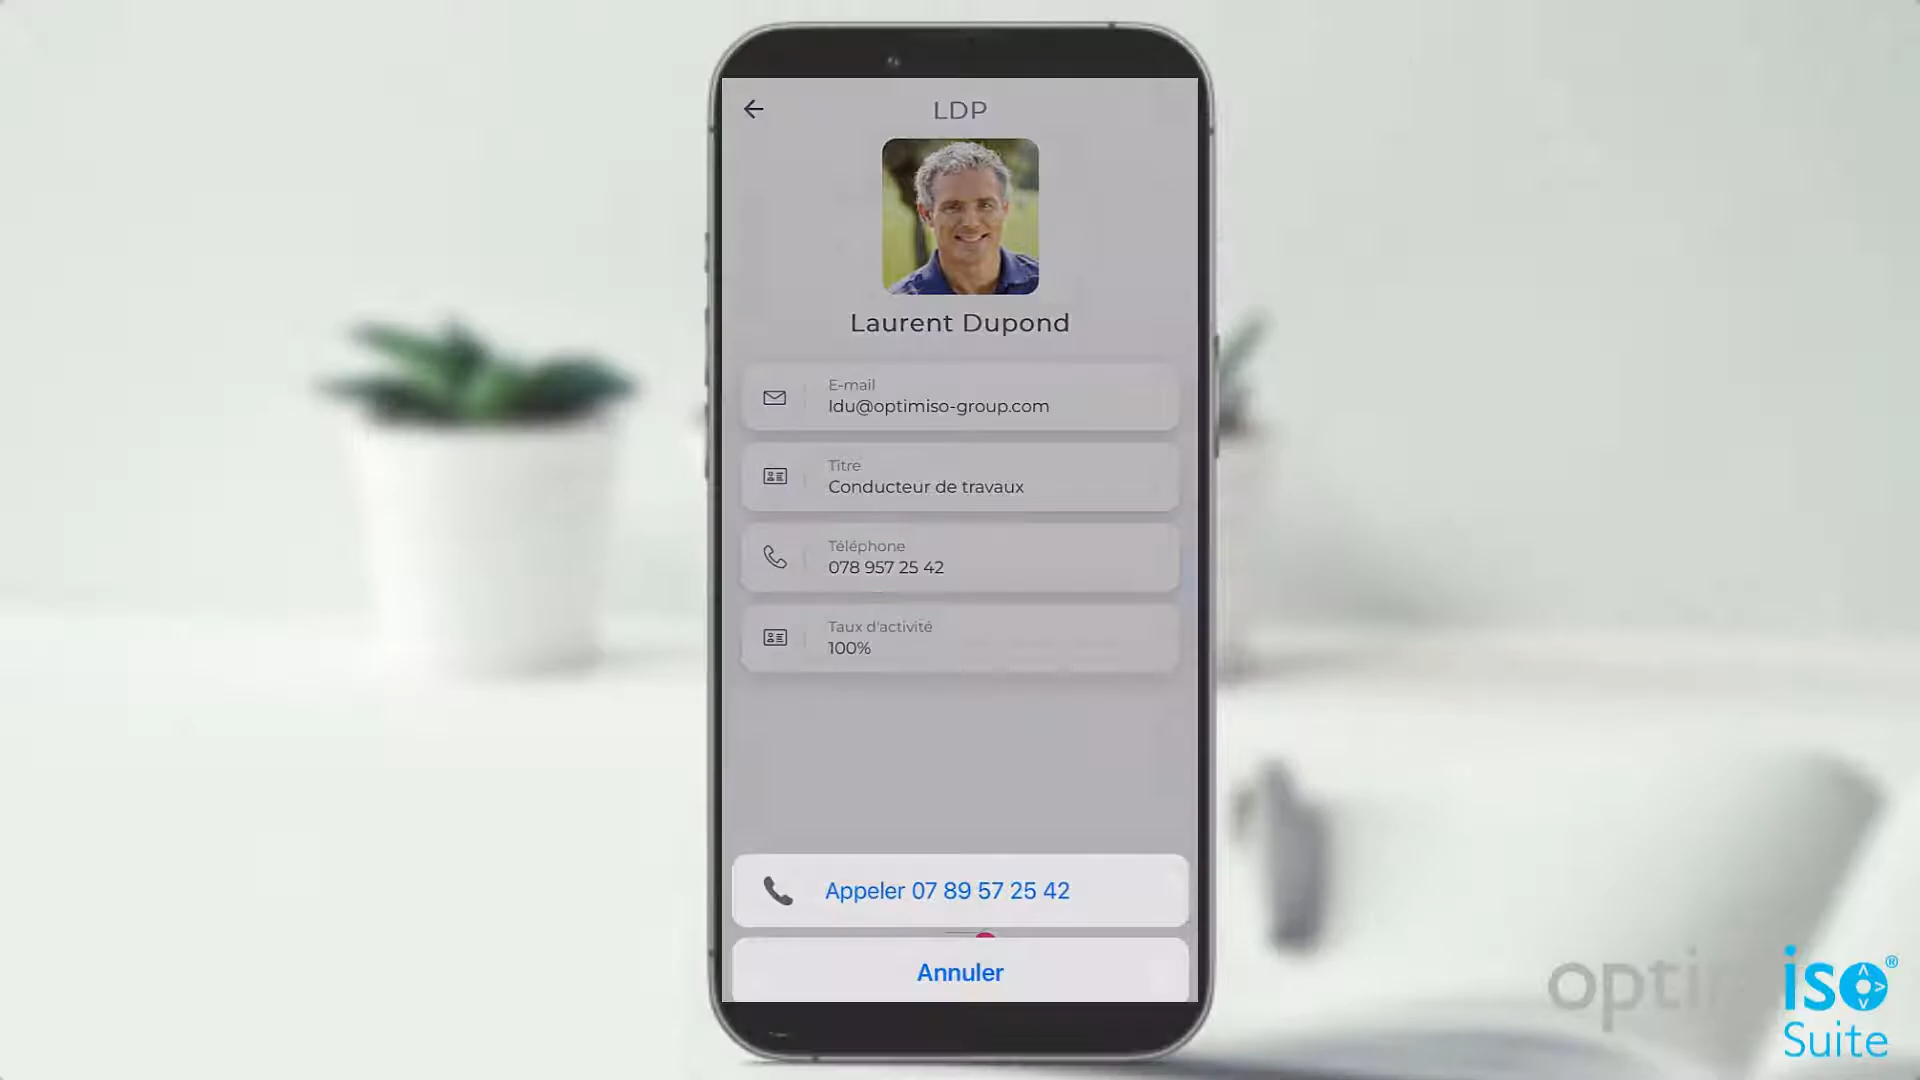 LDP
Laurent Dupond
E-mail
ldu@optimiso-group.com
Titre
Conducteur de travaux
Téléphone
078 957 25 42
Taux d'activité
100%
Appeler 07 89 57 25 42
Annuler
optimiso®
Suite